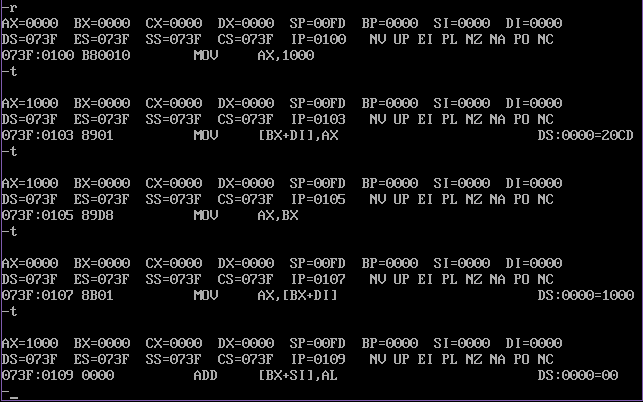 -r
AX=0000 BX=0000 CX=0000 DX=0000 SP=00FD BP=0000 SI=0000 DI=0000
DS=073F ES=073F SS=073F CS=073F IP=0100 NV UP EI PL NZ NA PO NC
073F:0100 B80010 MOV AX,1000
-t
AX=1000 BX=0000 CX=0000 DX=0000 SP=00FD BP=0000 SI=0000 DI=0000
DS=073F ES=073F SS=073F CS=073F IP=0103 NV UP EI PL NZ NA PO NC
073F:0103 8901 MOV [BX+DI],AX DS:0000=20CD
-t
AX=1000 BX=0000 CX=0000 DX=0000 SP=00FD BP=0000 SI=0000 DI=0000
DS=073F ES=073F SS=073F CS=073F IP=0105 NV UP EI PL NZ NA PO NC
073F:0105 89D8 MOV AX,BX
-t
AX=0000 BX=0000 CX=0000 DX=0000 SP=00FD BP=0000 SI=0000 DI=0000
DS=073F ES=073F SS=073F CS=073F IP=0107 NV UP EI PL NZ NA PO NC
073F:0107 8B01 MOV AX,[BX+DI] DS:0000=1000
-t
AX=1000 BX=0000 CX=0000 DX=0000 SP=00FD BP=0000 SI=0000 DI=0000
DS=073F ES=073F SS=073F CS=073F IP=0109 NV UP EI PL NZ NA PO NC
073F:0109 0000 ADD [BX+SI],AL DS:0000=00
-_